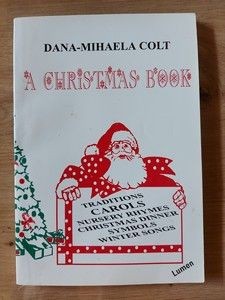 DANA-MIHAELA COLT
A CHRISTMAS BOOK
TRADITIONS
CAROLS
NURSERY RHYMES
CHRISTMAS DINNER
SYMBOLS
WINTER SONGS
Lumen